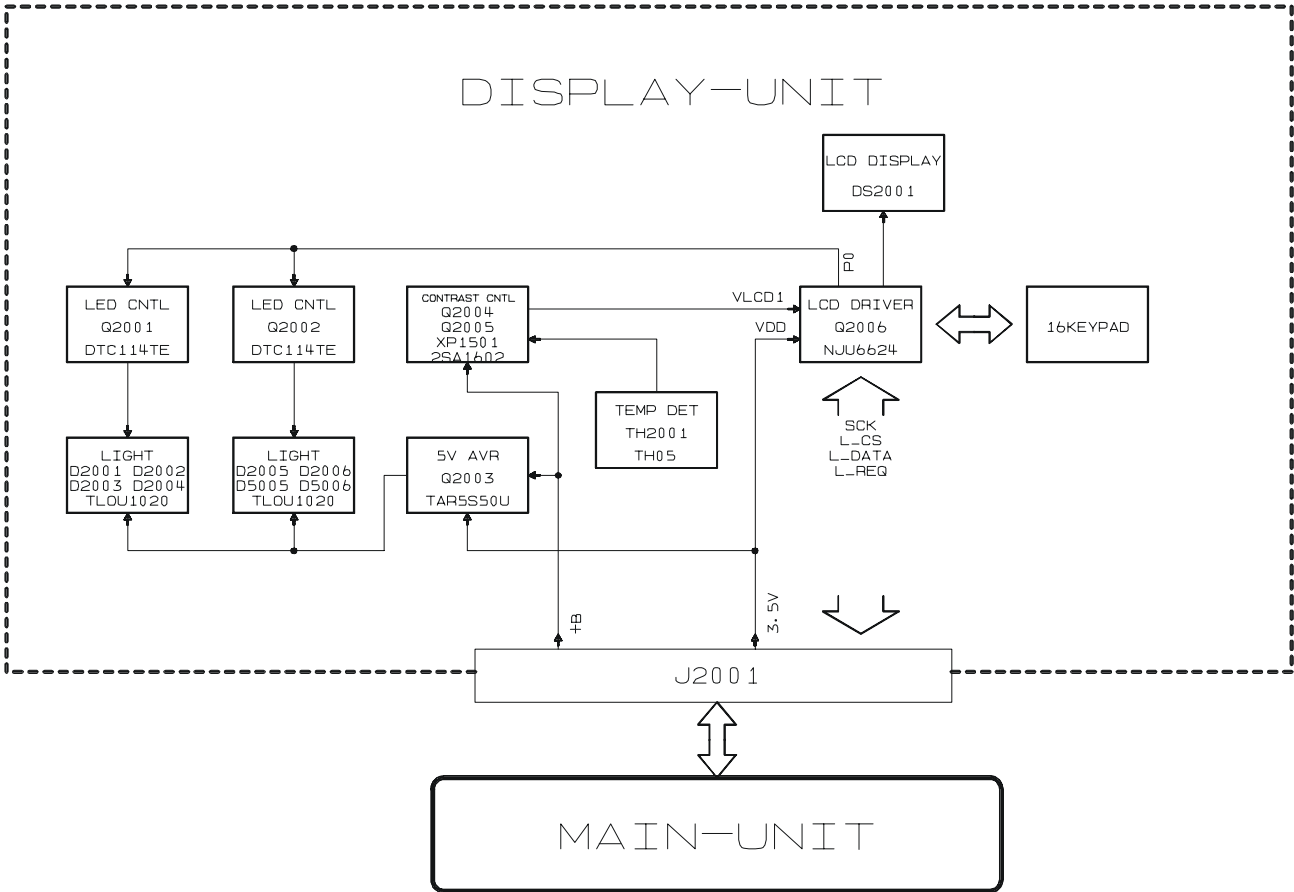 DISPLAY-UNIT
LCD DISPLAY
DS2001
P0
LED CNTL
Q2001
DTC114TE
LED CNTL
Q2002
DTC114TE
CONTRAST CNTL
Q2004
Q2005
XP1501
2SA1602
VLCD1
VDD
LCD DRIVER
Q2006
NJU6624
16KEYPAD
TEMP DET
TH2001
TH05
SCK
L_CS
L_DATA
L_REQ
LIGHT
D2001 D2002
D2003 D2004
TLOU1020
LIGHT
D2005 D2006
D5005 D5006
TLOU1020
5V AVR
Q2003
TAR5S50U
+B
3.5V
J2001
MAIN-UNIT